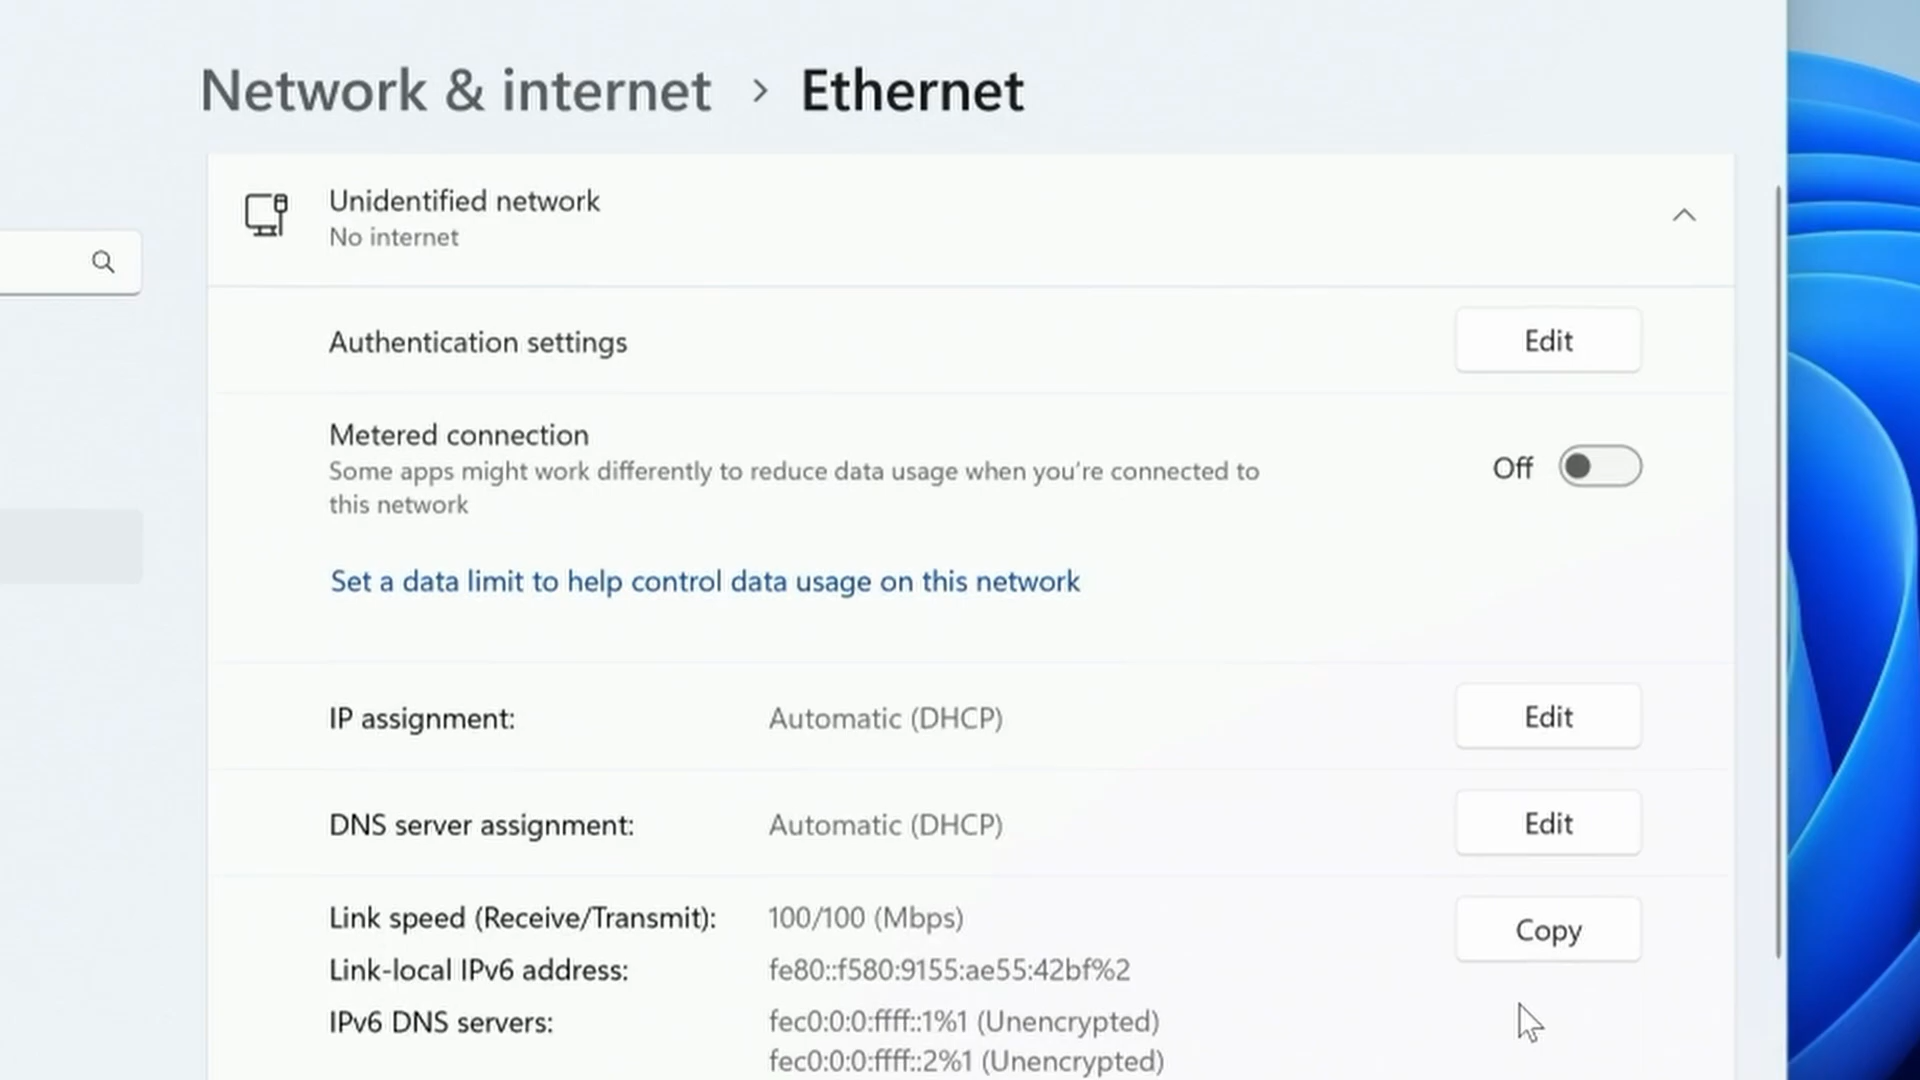 Network & internet > Ethernet
Unidentified network
No internet
Authentication settings
Edit
Metered connection
Some apps might work differently to reduce data usage when you're connected to
this network
Off
Set a data limit to help control data usage on this network
IP assignment:
Automatic (DHCP)
Edit
DNS server assignment:
Automatic (DHCP)
Edit
Link speed (Receive/Transmit):
100/100 (Mbps)
Copy
Link-local IPv6 address:
fe80::f580:9155:ae55:42bf%2
IPv6 DNS servers:
fec0:0:0:ffff::1%1 (Unencrypted)
fec0:0:0:ffff::2%1 (Unencrypted)